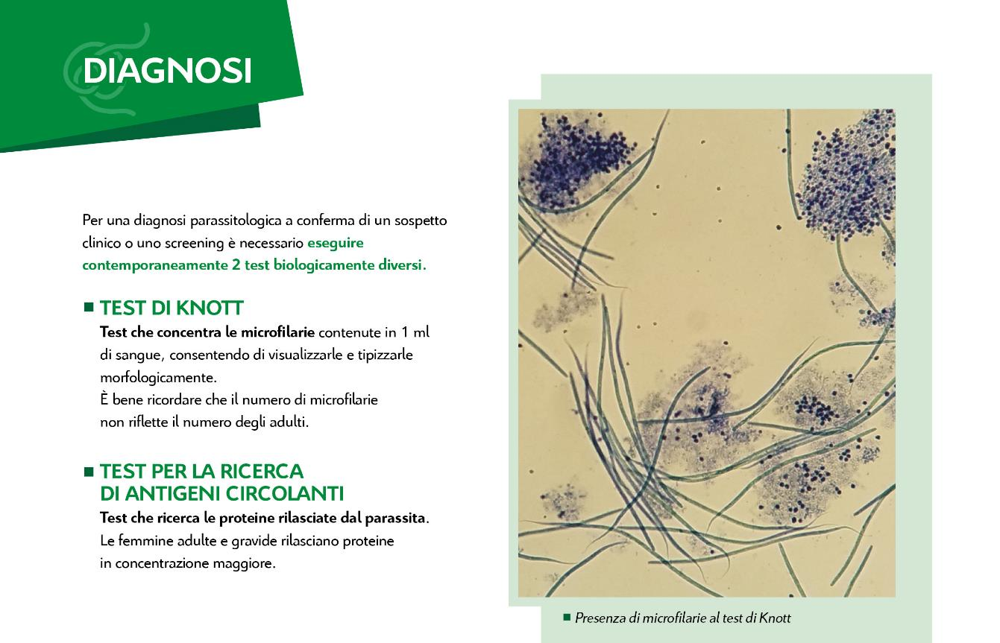 DIAGNOSI
Per una diagnosi parassitologica a conferma di un sospetto
clinico o uno screening è necessario eseguire
contemporaneamente 2 test biologicamente diversi.
TEST DI KNOTT
Test che concentra le microfilarie contenute in 1 ml
di sangue, consentendo di visualizzarle e tipizzarle
morfologicamente.
È bene ricordare che il numero di microfilarie
non riflette il numero degli adulti.
TEST PER LA RICERCA
DI ANTIGENI CIRCOLANTI
Test che ricerca le proteine rilasciate dal parassita.
Le femmine adulte e gravide rilasciano proteine
in concentrazione maggiore.
Presenza di microfilarie al test di Knott